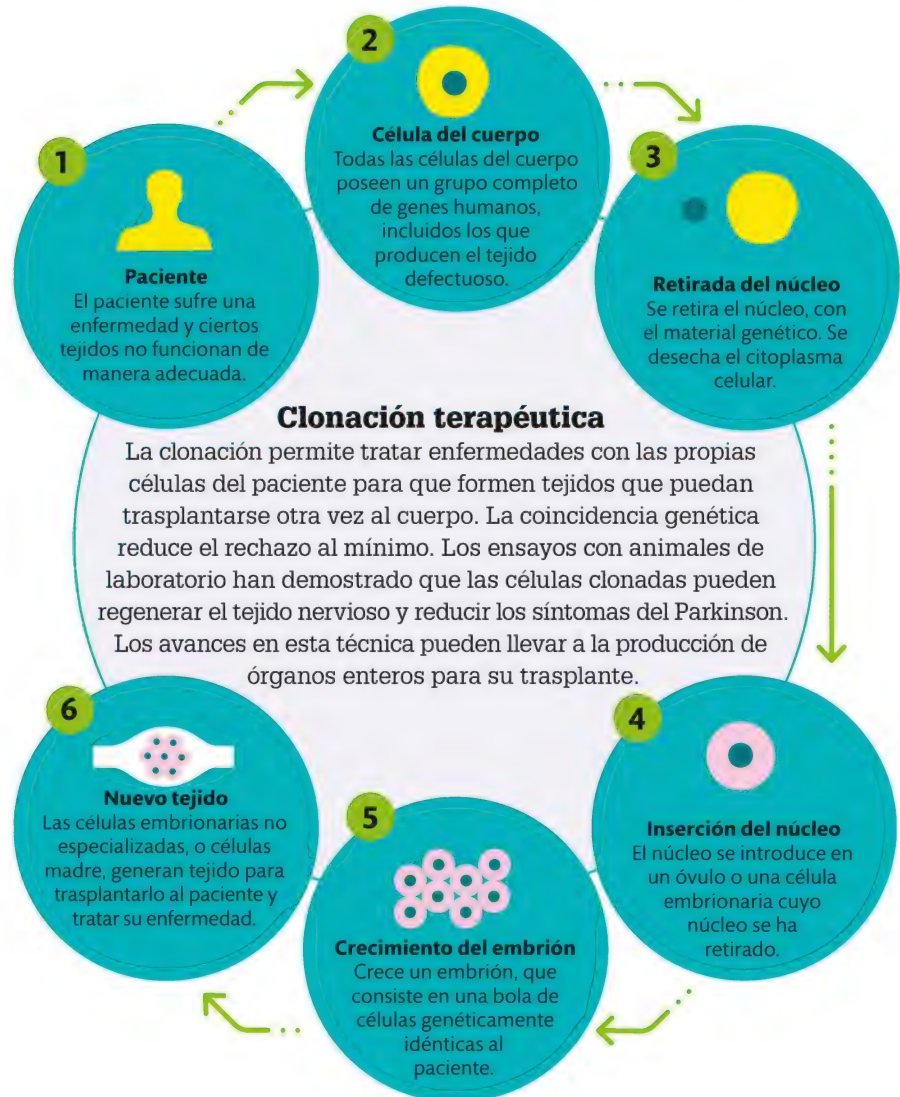 1
Paciente
El paciente sufre una
enfermedad y ciertos
tejidos no funcionan de
manera adecuada.
2
Célula del cuerpo
Todas las células del cuerpo
poseen un grupo completo
de genes humanos,
incluidos los que
producen el tejido
defectuoso.
3
Retirada del núcleo
Se retira el núcleo, con
el material genético. Se
desecha el citoplasma
celular.
Clonación terapéutica
La clonación permite tratar enfermedades con las propias
células del paciente para que formen tejidos que puedan
trasplantarse otra vez al cuerpo. La coincidencia genética
reduce el rechazo al mínimo. Los ensayos con animales de
laboratorio han demostrado que las células clonadas pueden
regenerar el tejido nervioso y reducir los síntomas del Parkinson.
Los avances en esta técnica pueden llevar a la producción de
órganos enteros para su trasplante.
4
Inserción del núcleo
El núcleo se introduce en
un óvulo o una célula
embrionaria cuyo
núcleo se ha
retirado.
5
Crecimiento del embrión
Crece un embrión, que
consiste en una bola de
células genéticamente
idénticas al
paciente.
6
Nuevo tejido
Las células embrionarias no
especializadas, o células
madre, generan tejido para
trasplantarlo al paciente y
tratar su enfermedad.